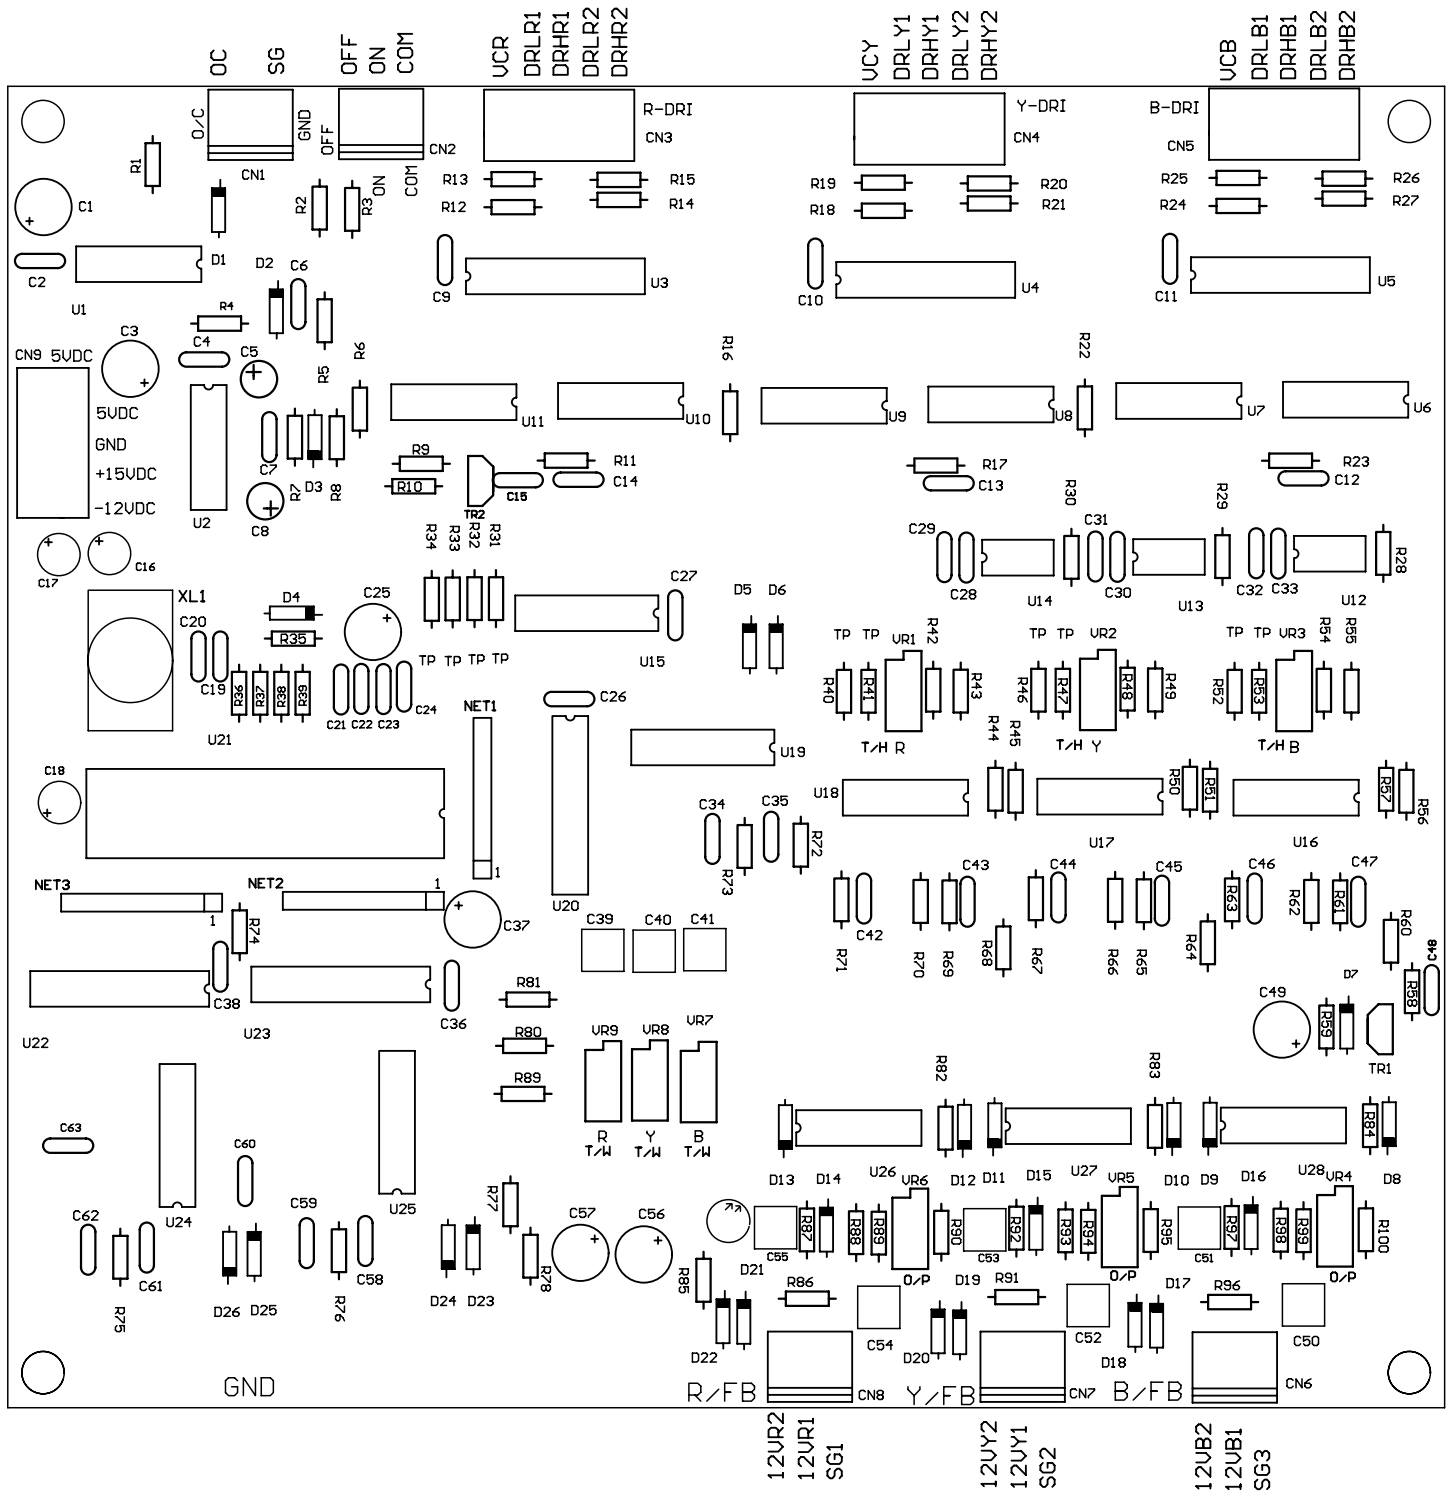 OC
SG
OFF
ON
COM
VCR
DRLR1
DRHR1
DRLR2
DRHR2
VCY
DRLY1
DRHY1
DRLY2
DRHY2
VCB
DRLB1
DRHB1
DRLB2
DRHB2
R1
O/C
GND
CN1
OFF
CN2
ON
COM
R-DRI
CN3
Y-DRI
CN4
B-DRI
CN5
C1
R2
R3
R13
R15
R12
R14
R19
R20
R18
R21
R25
R26
R24
R27
C2
D1
D2
C6
C9
U3
C10
U4
C11
U5
U1
R4
C3
C4
C5
R5
R6
R16
R22
CN9 5VDC
5VDC
GND
+15VDC
-12VDC
U11
U10
U9
U8
U7
U6
C7
R7
D3
R8
R9
R10
TR2
C15
R11
C14
R17
C13
R23
C12
U2
C8
R34
R33
R32
R31
C29
R30
C31
R29
R28
C17
C16
C28
U14
C30
U13
C32
C33
U12
XL1
D4
C25
C27
D5
D6
C20
R35
TP
TP
TP
TP
U15
TP
TP
VR1
R42
TP
TP
VR2
TP
TP
VR3
R54
R55
C19
R36
R37
R38
R39
C21
C22
C23
C24
NET1
C26
R40
R41
R43
R46
R47
R48
R49
R52
R53
U21
U19
T/H R
R44
R45
T/H Y
T/H B
C18
U18
R50
R51
R57
R56
C34
C35
R73
R72
U17
U16
NET3
1
NET2
1
1
U20
C37
C39
C40
C41
C43
C44
C45
C46
C47
R74
R71
C42
R70
R69
R68
R67
R66
R65
R64
R63
R62
R61
R60
C48
C38
C36
R81
C49
D7
R58
U22
U23
R80
VR9
VR8
VR7
R59
TR1
R89
R82
R83
R84
C63
C60
R
T/W
Y
T/W
B
T/W
D13
D14
U26
VR6
D12
D11
D15
U27
VR5
D10
D9
D16
U28
VR4
D8
R77
C59
U24
U25
C62
C61
C58
C57
C56
C55
R87
R88
R89
R90
C53
R92
R93
R94
R95
C51
R97
R98
R99
R100
R75
D26
D25
R76
D24
D23
R78
R85
D21
R86
O/P
D19
R91
O/P
D17
R96
O/P
D22
C54
D20
C52
D18
C50
GND
R/FB
CN8
Y/FB
CN7
B/FB
CN6
12VR2
12VR1
SG1
12VY2
12VY1
SG2
12VB2
12VB1
SG3